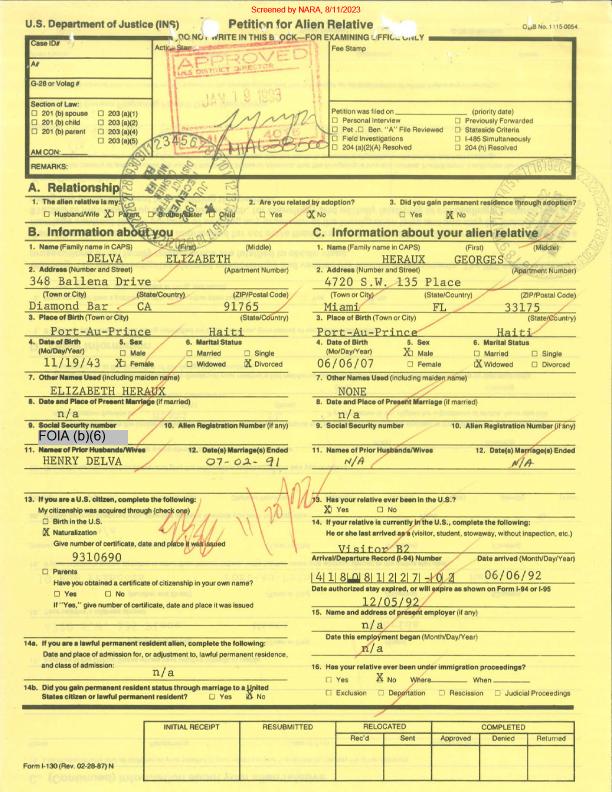 Screened by NARA, 8/11/2023
U.S. Department of Justice (INS) Petition for Alien Relative OMB No. 1115-0054
DO NOT WRITE IN THIS BLOCK—FOR EXAMINING OFFICE ONLY
Case ID# Action Stamp Fee Stamp
A#
G-28 or Volag #
APPROVED
INS DISTRICT DIRECTOR
JAN 19 1993
MIA638500
Section of Law:
☐ 201 (b) spouse ☐ 203 (a)(1)
☐ 201 (b) child ☐ 203 (a)(2)
☐ 201 (b) parent ☐ 203 (a)(4)
☐ 203 (a)(5)
AM CON:
Petition was filed on (priority date)
☐ Personal Interview ☐ Previously Forwarded
☐ Pet. ☐ Ben. "A" File Reviewed ☐ Stateside Criteria
☐ Field Investigations ☐ I-485 Simultaneously
☐ 204 (a)(2)(A) Resolved ☐ 204 (h) Resolved
REMARKS:
RECEIVED
A. Relationship
1. The alien relative is my: 2. Are you related by adoption? 3. Did you gain permanent residence through adoption?
☐ Husband/Wife X Parent ☐ Brother/Sister ☐ Child ☐ Yes X No ☐ Yes X No
B. Information about you
1. Name (Family name in CAPS) (First) (Middle)
DELVA ELIZABETH
2. Address (Number and Street) (Apartment Number)
348 Ballena Drive
(Town or City) (State/Country) (ZIP/Postal Code)
Diamond Bar CA 91765
3. Place of Birth (Town or City) (State/Country)
Port-Au-Prince Haiti
4. Date of Birth (Mo/Day/Year) 5. Sex 6. Marital Status
☐ Male ☐ Married ☐ Single
11/19/43 X Female ☐ Widowed X Divorced
7. Other Names Used (including maiden name)
ELIZABETH HERAUX
8. Date and Place of Present Marriage (if married)
n/a
9. Social Security number 10. Alien Registration Number (if any)
FOIA (b)(6)
11. Names of Prior Husbands/Wives 12. Date(s) Marriage(s) Ended
HENRY DELVA 07-02-91
13. If you are a U.S. citizen, complete the following:
My citizenship was acquired through (check one)
☐ Birth in the U.S.
X Naturalization
Give number of certificate, date and place it was issued
9310690
☐ Parents
Have you obtained a certificate of citizenship in your own name?
☐ Yes ☐ No
If "Yes," give number of certificate, date and place it was issued
14a. If you are a lawful permanent resident alien, complete the following:
Date and place of admission for, or adjustment to, lawful permanent residence, and class of admission:
n/a
14b. Did you gain permanent resident status through marriage to a United States citizen or lawful permanent resident? ☐ Yes X No
C. Information about your alien relative
1. Name (Family name in CAPS) (First) (Middle)
HERAUX GEORGES
2. Address (Number and Street) (Apartment Number)
4720 S.W. 135 Place
(Town or City) (State/Country) (ZIP/Postal Code)
Miami FL 33175
3. Place of Birth (Town or City) (State/Country)
Port-Au-Prince Haiti
4. Date of Birth (Mo/Day/Year) 5. Sex 6. Marital Status
X Male ☐ Married ☐ Single
06/06/07 ☐ Female X Widowed ☐ Divorced
7. Other Names Used (including maiden name)
NONE
8. Date and Place of Present Marriage (if married)
n/a
9. Social Security number 10. Alien Registration Number (if any)
11. Names of Prior Husbands/Wives 12. Date(s) Marriage(s) Ended
N/A N/A
13. Has your relative ever been in the U.S.?
X Yes ☐ No
14. If your relative is currently in the U.S., complete the following:
He or she last arrived as a (visitor, student, stowaway, without inspection, etc.)
Visitor B2
Arrival/Departure Record (I-94) Number Date arrived (Month/Day/Year)
418081227-02 06/06/92
Date authorized stay expired, or will expire as shown on Form I-94 or I-95
12/05/92
15. Name and address of present employer (if any)
n/a
Date this employment began (Month/Day/Year)
n/a
16. Has your relative ever been under immigration proceedings?
☐ Yes X No Where When
☐ Exclusion ☐ Deportation ☐ Rescission ☐ Judicial Proceedings
INITIAL RECEIPT RESUBMITTED RELOCATED COMPLETED
Rec'd Sent Approved Denied Returned
Form I-130 (Rev. 02-28-87) N